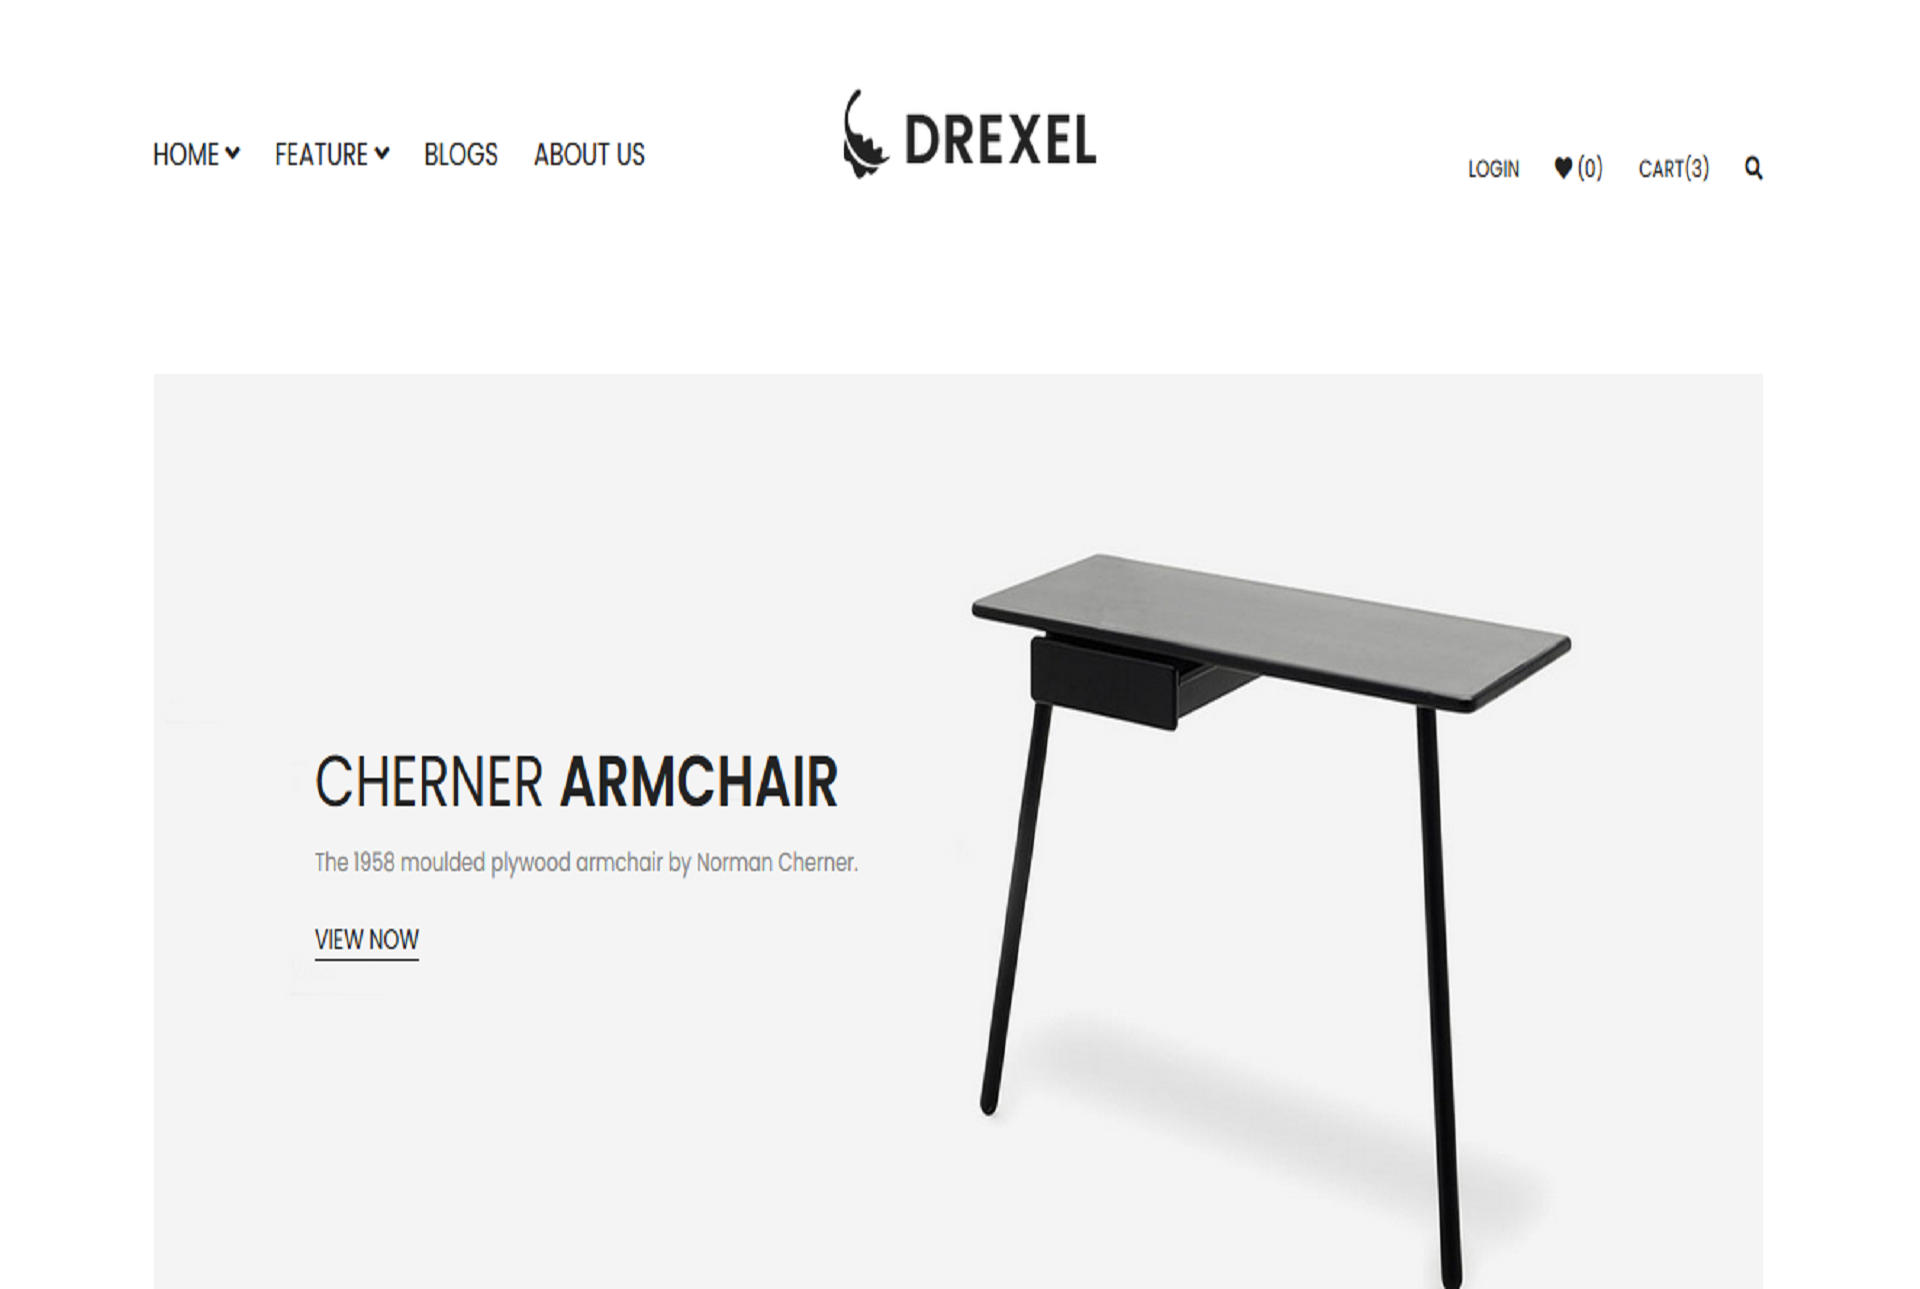 HOME FEATURE BLOGS ABOUT US
DREXEL
LOGIN (0) CART(3)
CHERNER ARMCHAIR
The 1958 moulded plywood armchair by Norman Cherner.
VIEW NOW